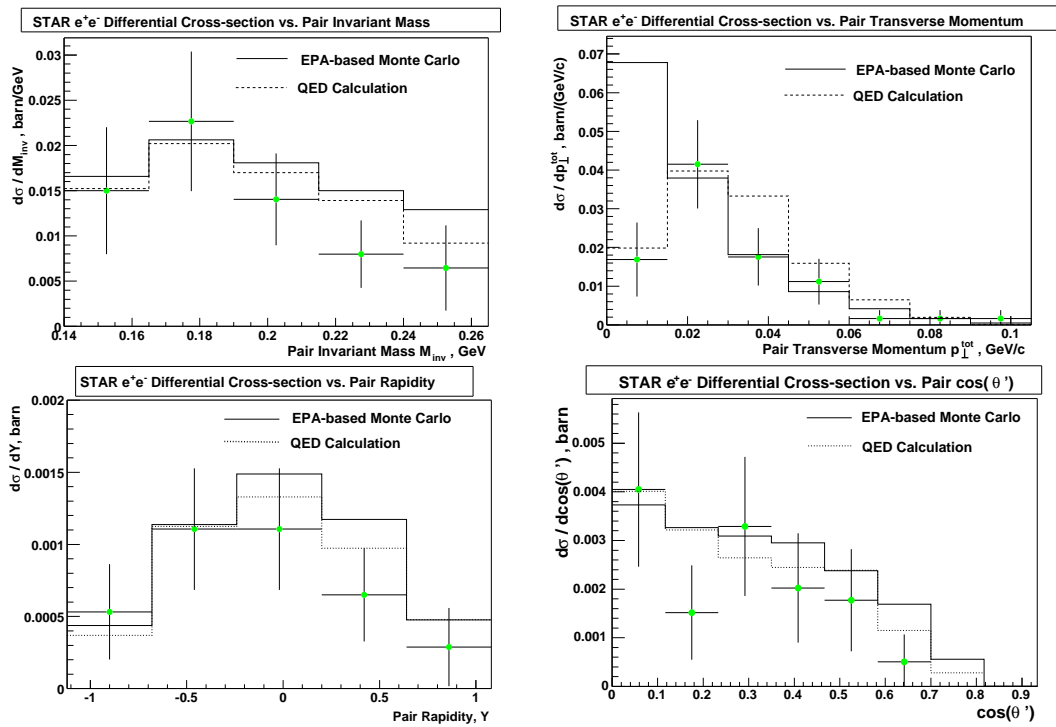 STAR e⁺e⁻ Differential Cross-section vs. Pair Invariant Mass
dσ / dM_inv , barn/GeV
0.03
0.025
0.02
0.015
0.01
0.005
0
EPA-based Monte Carlo
QED Calculation
0.14 0.16 0.18 0.2 0.22 0.24 0.26
Pair Invariant Mass M_inv , GeV
STAR e⁺e⁻ Differential Cross-section vs. Pair Transverse Momentum
dσ / dp⊥^tot , barn/(GeV/c)
0.07
0.06
0.05
0.04
0.03
0.02
0.01
0
EPA-based Monte Carlo
QED Calculation
0 0.02 0.04 0.06 0.08 0.1
Pair Transverse Momentum p⊥^tot , GeV/c
STAR e⁺e⁻ Differential Cross-section vs. Pair Rapidity
dσ / dY, barn
0.002
0.0015
0.001
0.0005
0
EPA-based Monte Carlo
QED Calculation
-1 -0.5 0 0.5 1
Pair Rapidity, Y
STAR e⁺e⁻ Differential Cross-section vs. Pair cos(θ')
dσ / dcos(θ') , barn
0.005
0.004
0.003
0.002
0.001
0
EPA-based Monte Carlo
QED Calculation
0 0.1 0.2 0.3 0.4 0.5 0.6 0.7 0.8 0.9
cos(θ')